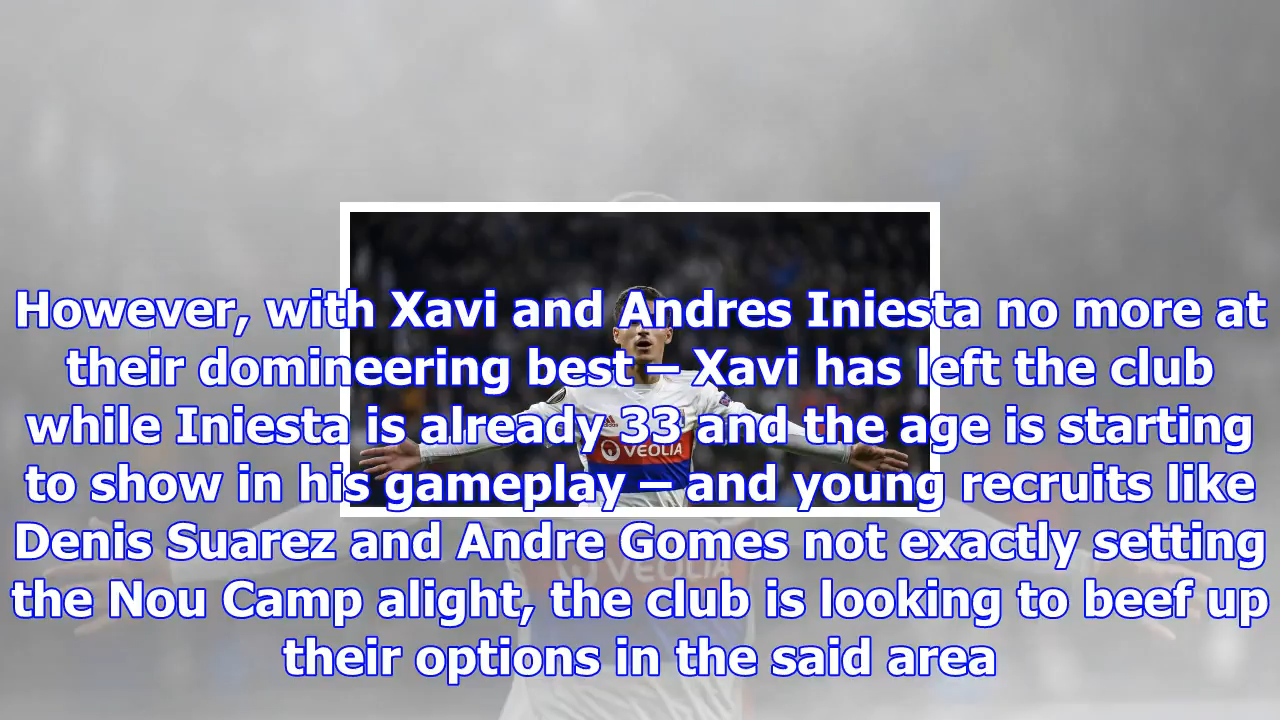 However, with Xavi and Andres Iniesta no more at
their domineering best – Xavi has left the club
while Iniesta is already 33 and the age is starting
to show in his gameplay – and young recruits like
Denis Suarez and Andre Gomes not exactly setting
the Nou Camp alight, the club is looking to beef up
their options in the said area
VEOLIA
VEOLIA